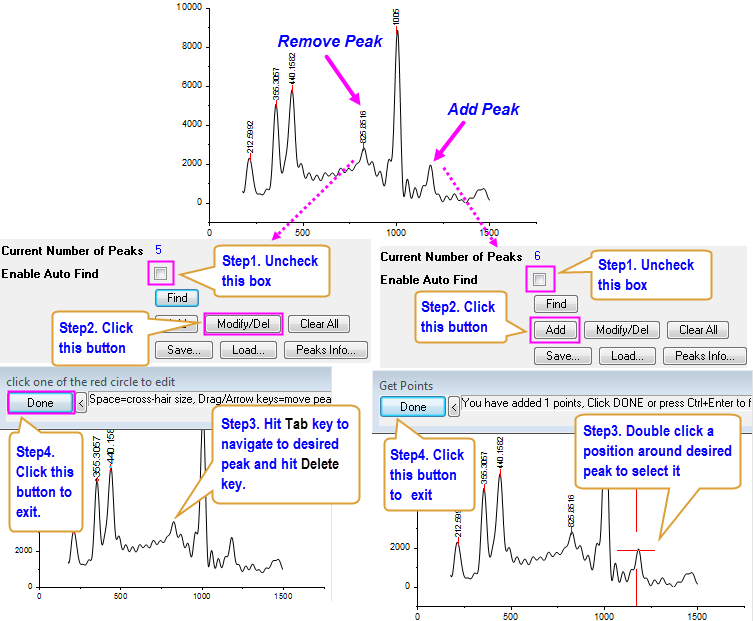 10000
8000
6000
4000
2000
0
0
500
1000
1500
212.5992
355.3057
440.1582
825.8516
1005
Remove Peak
Add Peak
Current Number of Peaks 5
Enable Auto Find
Step1. Uncheck
this box
Find
Step2. Click
this button
Modify/Del
Clear All
Save...
Load...
Peaks Info...
click one of the red circle to edit
Done
<
Space=cross-hair size, Drag/Arrow keys=move pea
Step4.
Click this
button to
exit.
Step3. Hit Tab key to
navigate to desired
peak and hit Delete
key.
355.3057
440.158
2000
0
0
500
1000
1500
Current Number of Peaks 6
Enable Auto Find
Step1. Uncheck
this box
Find
Step2. Click
this button
Add
Modify/Del
Clear All
Save...
Load...
Peaks Info...
Get Points
Done
<
You have added 1 points, Click DONE or press Ctrl+Enter to f
Step4. Click
this button
to exit
Step3. Double click a
position around desired
peak to select it
212.599
355.3057
440.1582
825.8516
2000
0
0
500
1000
1500